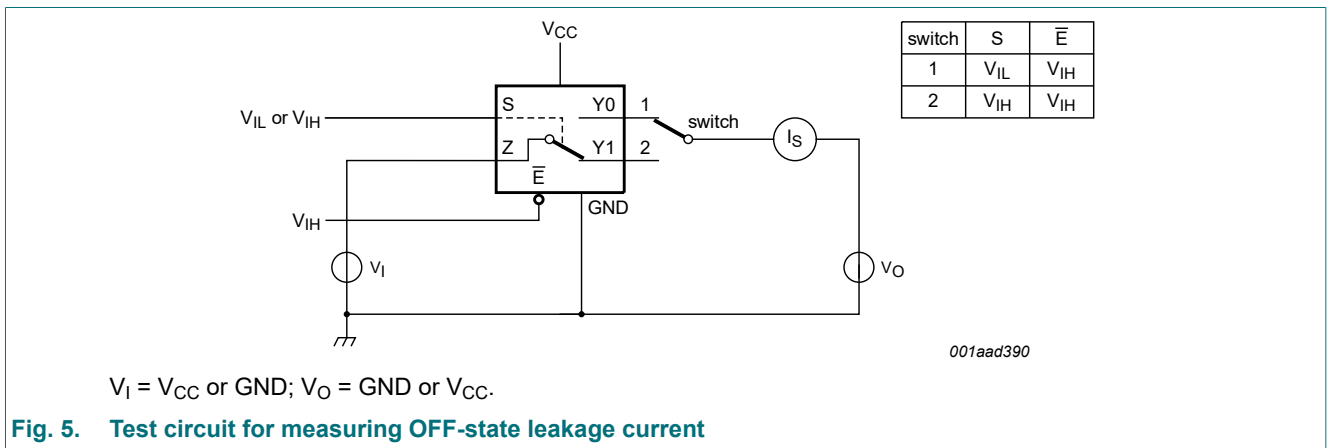 VCC
switch S E̅
1 VIL VIH
2 VIH VIH
S Y0 1
switch
VIL or VIH
IS
Z Y1 2
E̅
GND
VIH
VI
VO
001aad390
VI = VCC or GND; VO = GND or VCC.
Fig. 5. Test circuit for measuring OFF-state leakage current